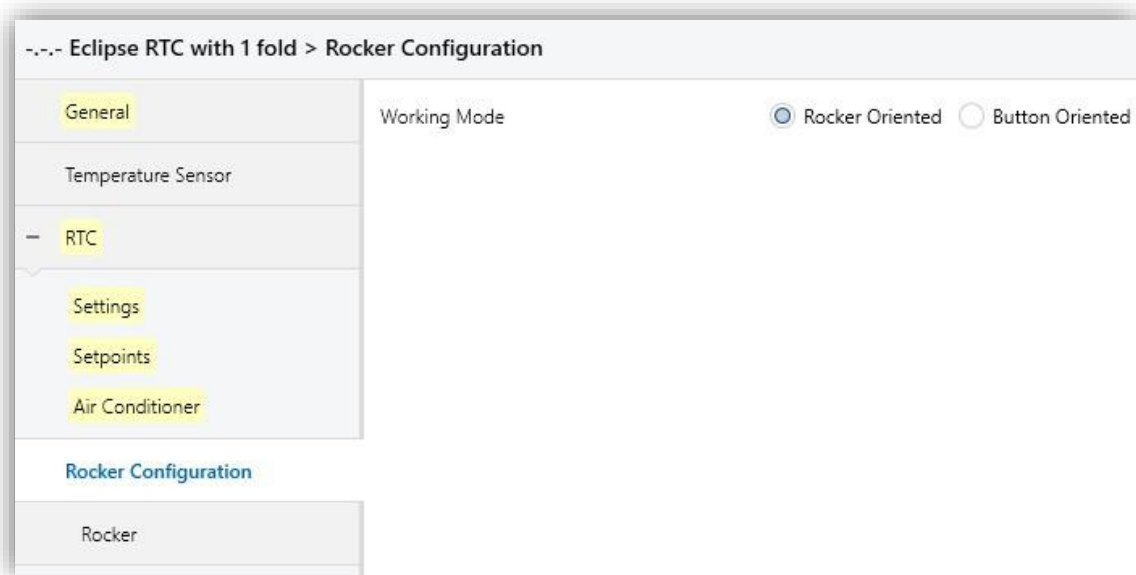 -.-.- Eclipse RTC with 1 fold > Rocker Configuration
General
Working Mode Rocker Oriented Button Oriented
Temperature Sensor
– RTC
Settings
Setpoints
Air Conditioner
Rocker Configuration
Rocker